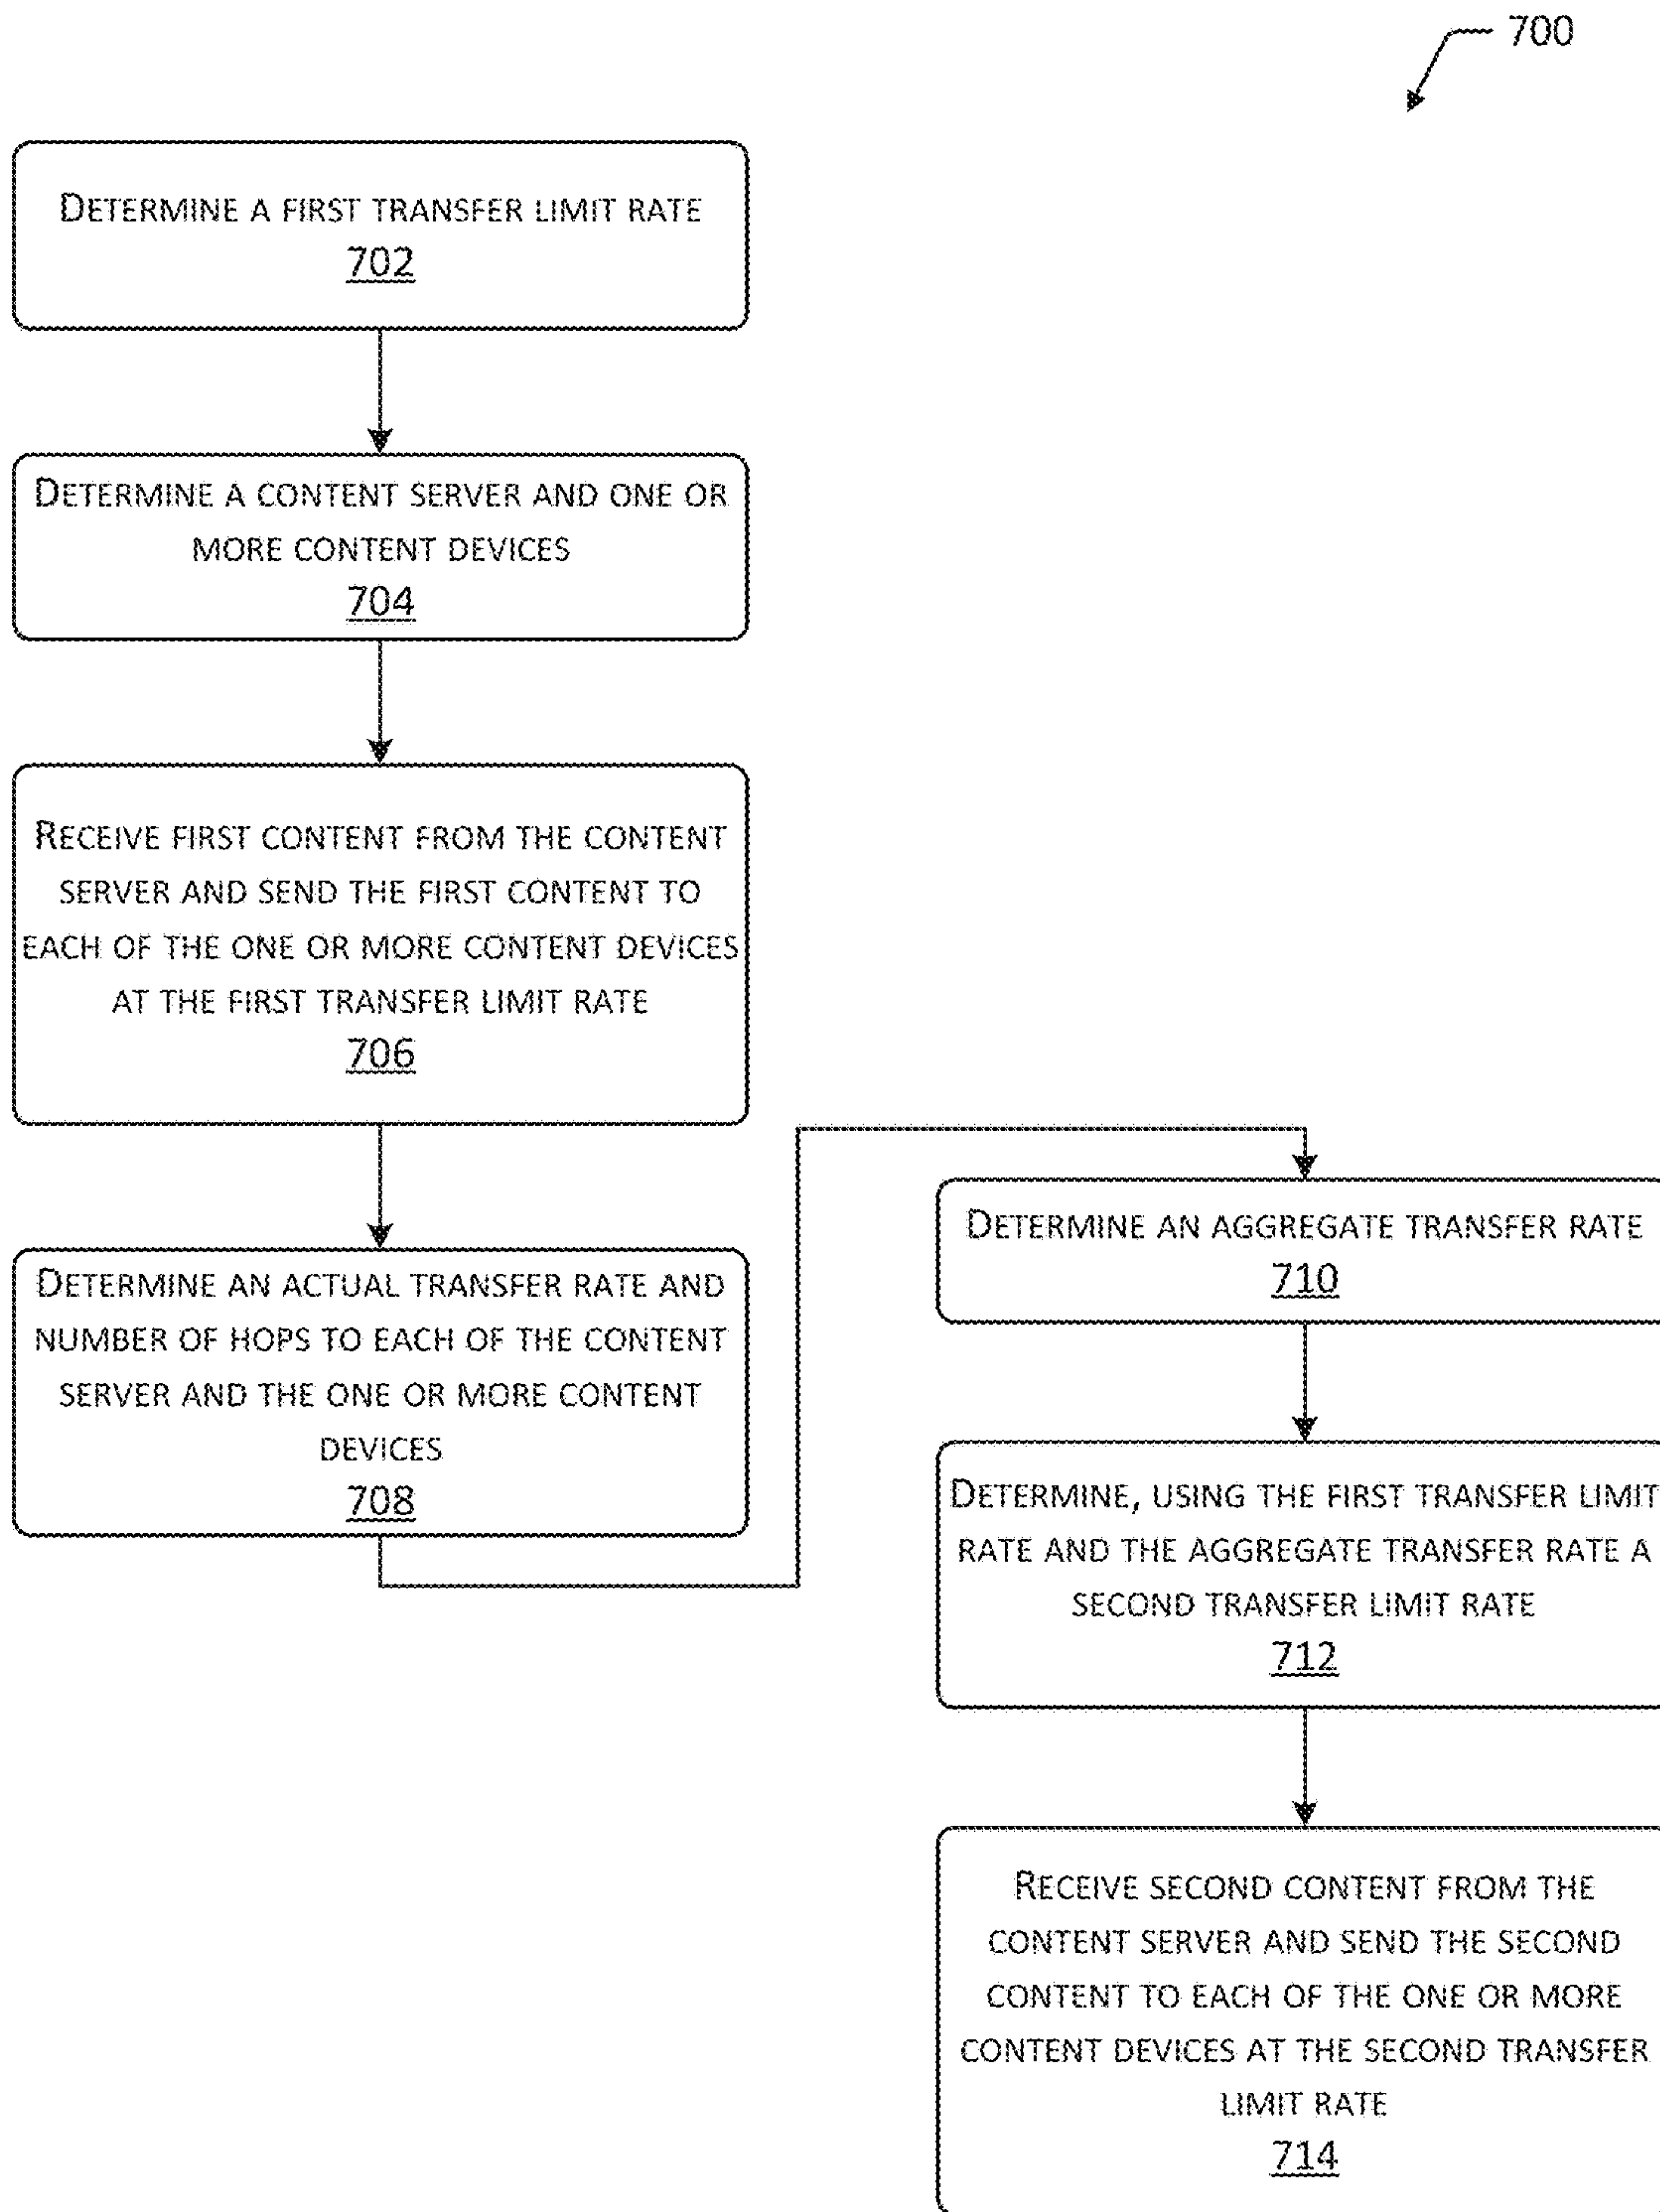 700
DETERMINE A FIRST TRANSFER LIMIT RATE
702
DETERMINE A CONTENT SERVER AND ONE OR
MORE CONTENT DEVICES
704
RECEIVE FIRST CONTENT FROM THE CONTENT
SERVER AND SEND THE FIRST CONTENT TO
EACH OF THE ONE OR MORE CONTENT DEVICES
AT THE FIRST TRANSFER LIMIT RATE
706
DETERMINE AN ACTUAL TRANSFER RATE AND
NUMBER OF HOPS TO EACH OF THE CONTENT
SERVER AND THE ONE OR MORE CONTENT
DEVICES
708
DETERMINE AN AGGREGATE TRANSFER RATE
710
DETERMINE, USING THE FIRST TRANSFER LIMIT
RATE AND THE AGGREGATE TRANSFER RATE A
SECOND TRANSFER LIMIT RATE
712
RECEIVE SECOND CONTENT FROM THE
CONTENT SERVER AND SEND THE SECOND
CONTENT TO EACH OF THE ONE OR MORE
CONTENT DEVICES AT THE SECOND TRANSFER
LIMIT RATE
714